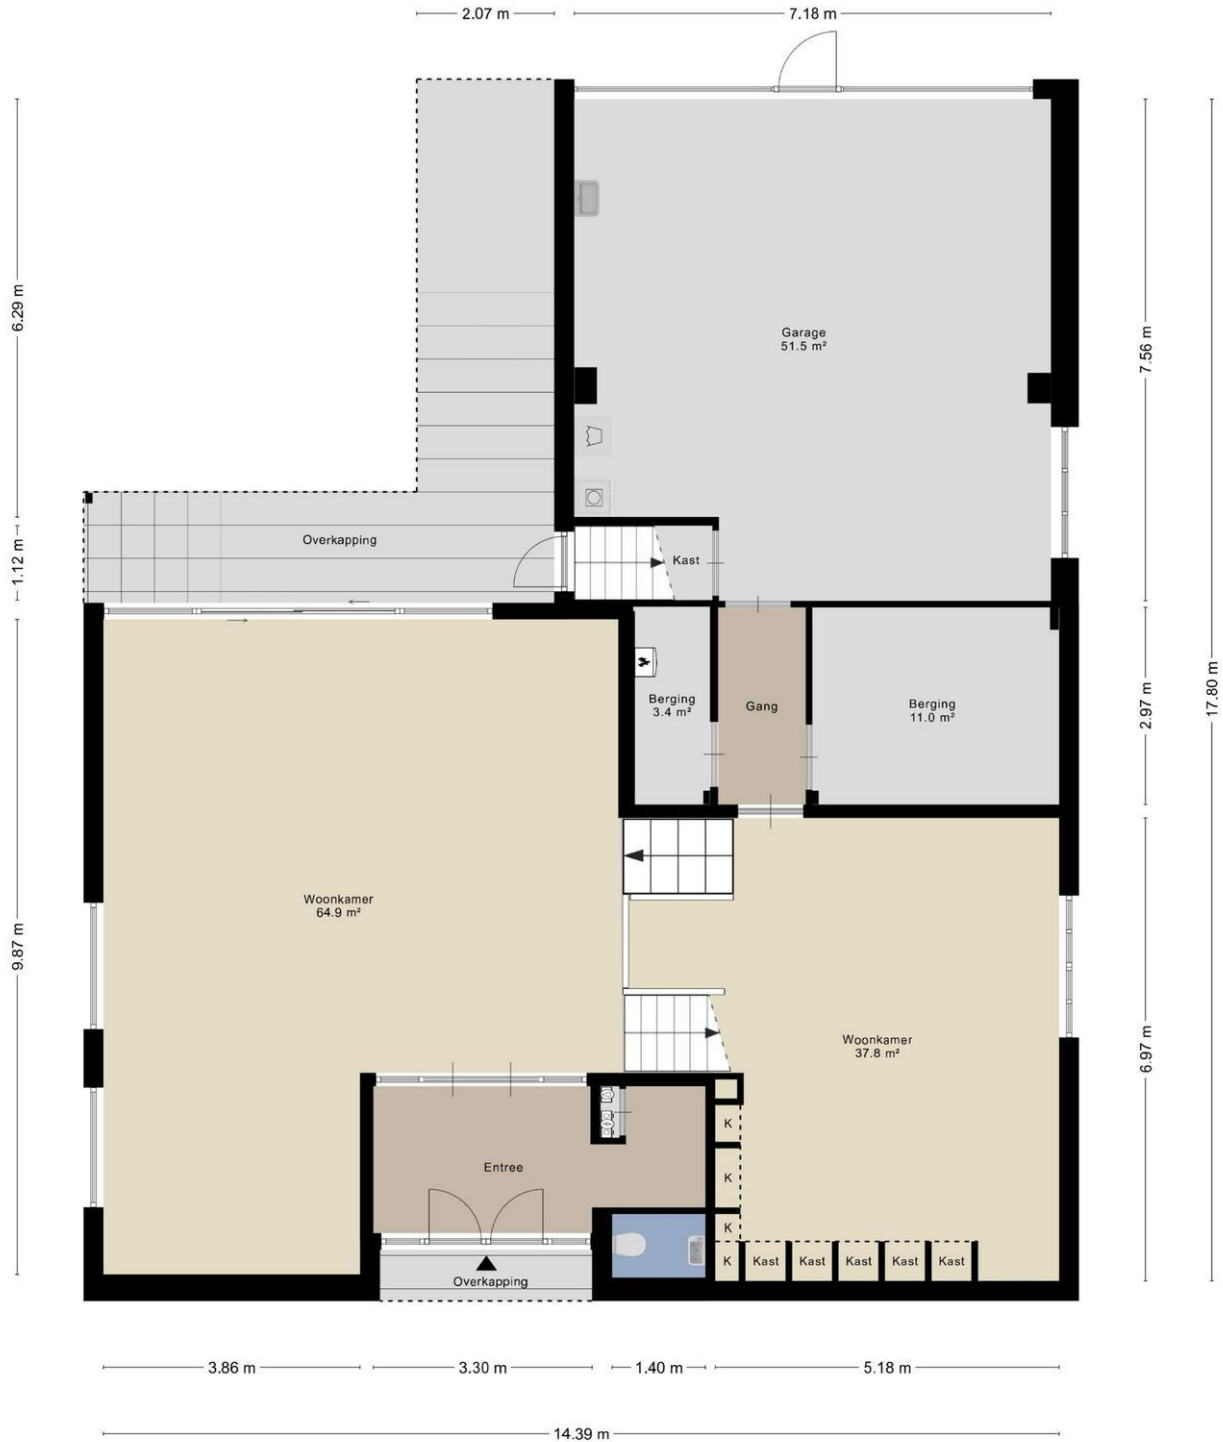 2.07 m
7.18 m
6.29 m
Garage
51.5 m²
7.56 m
1.12 m
Overkapping
Kast
17.80 m
Berging
3.4 m²
Gang
Berging
11.0 m²
2.97 m
Woonkamer
64.9 m²
9.87 m
Woonkamer
37.8 m²
6.97 m
K
Entree
K
K
K
Kast
Kast
Kast
Kast
Kast
Overkapping
3.86 m
3.30 m
1.40 m
5.18 m
14.39 m